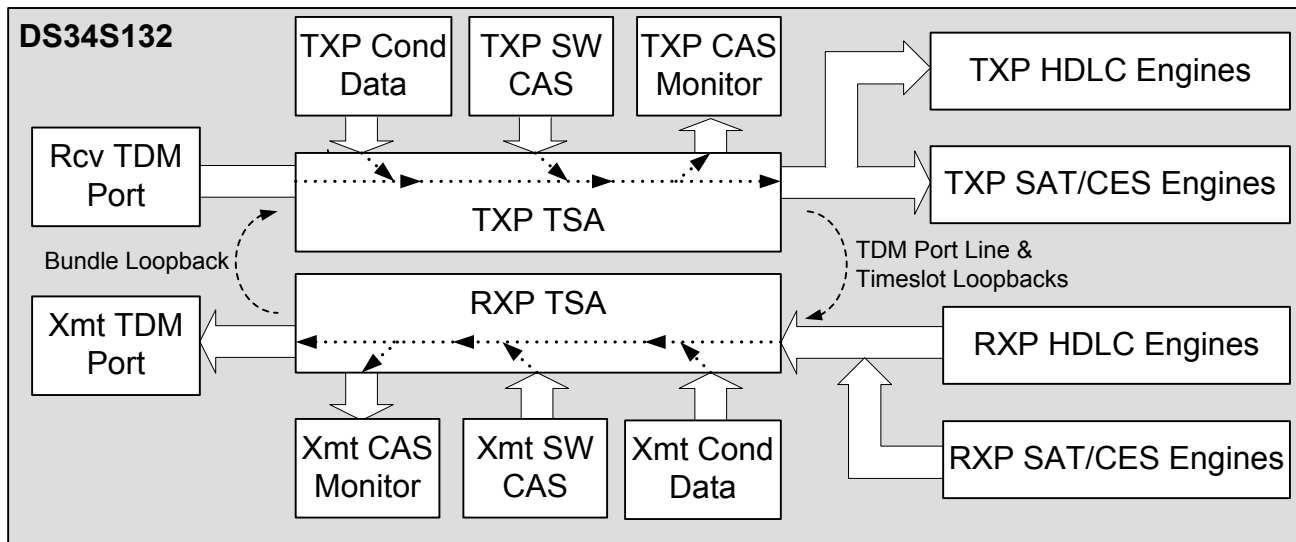 DS34S132
TXP Cond
Data
TXP SW
CAS
TXP CAS
Monitor
TXP HDLC Engines
Rcv TDM
Port
TXP SAT/CES Engines
TXP TSA
Bundle Loopback
TDM Port Line &
Timeslot Loopbacks
RXP TSA
Xmt TDM
Port
RXP HDLC Engines
Xmt CAS
Monitor
Xmt SW
CAS
Xmt Cond
Data
RXP SAT/CES Engines